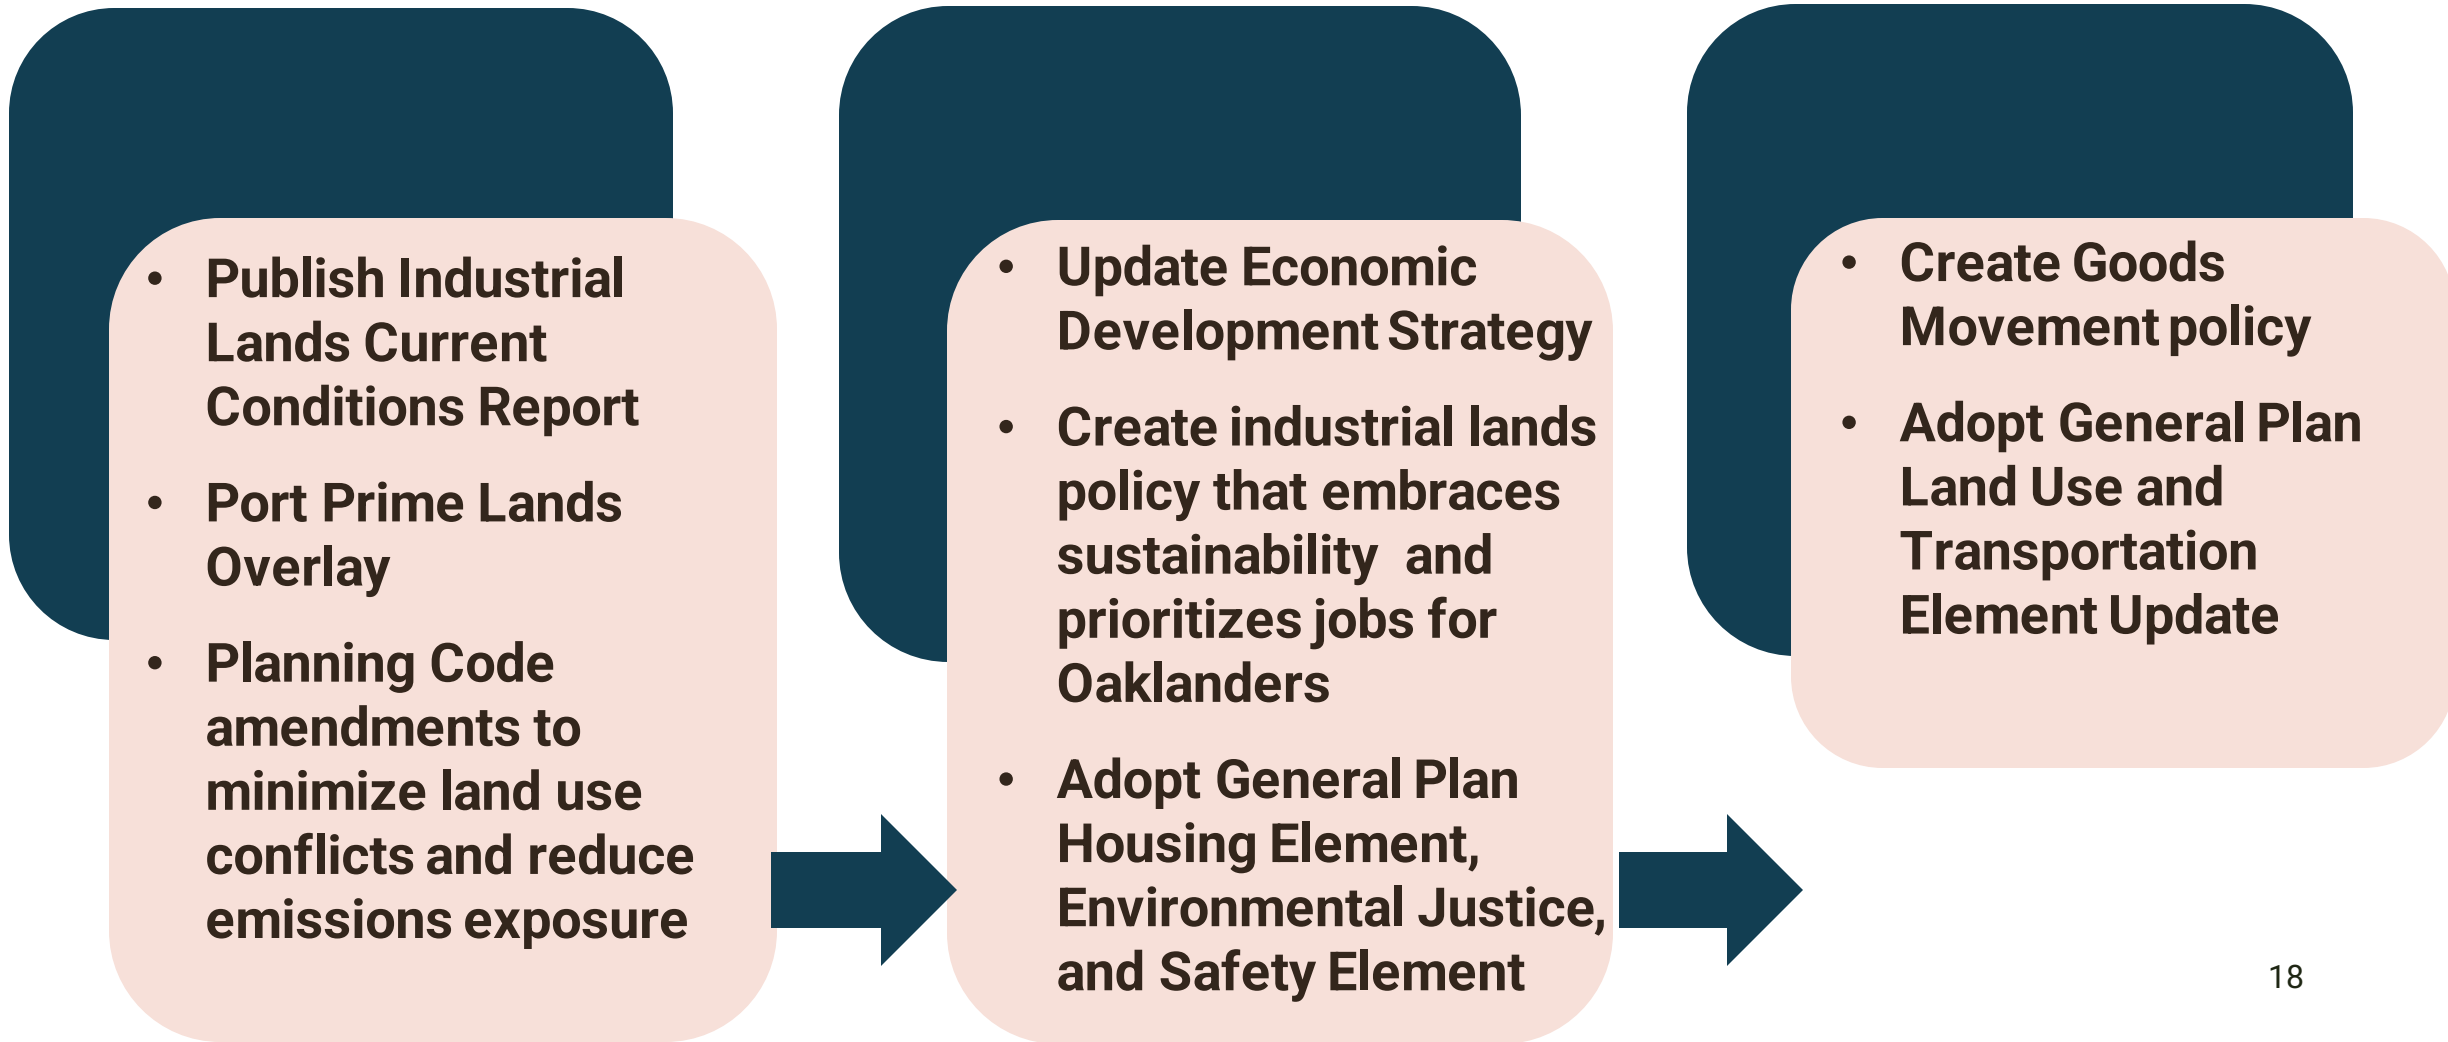 • Publish Industrial
Lands Current
Conditions Report
• Port Prime Lands
Overlay
• Planning Code
amendments to
minimize land use
conflicts and reduce
emissions exposure
• Update Economic
Development Strategy
• Create industrial lands
policy that embraces
sustainability  and
prioritizes jobs for
Oaklanders
• Adopt General Plan
Housing Element,
Environmental Justice,
and Safety Element
• Create Goods
Movement policy
• Adopt General Plan
Land Use and
Transportation
Element Update
18